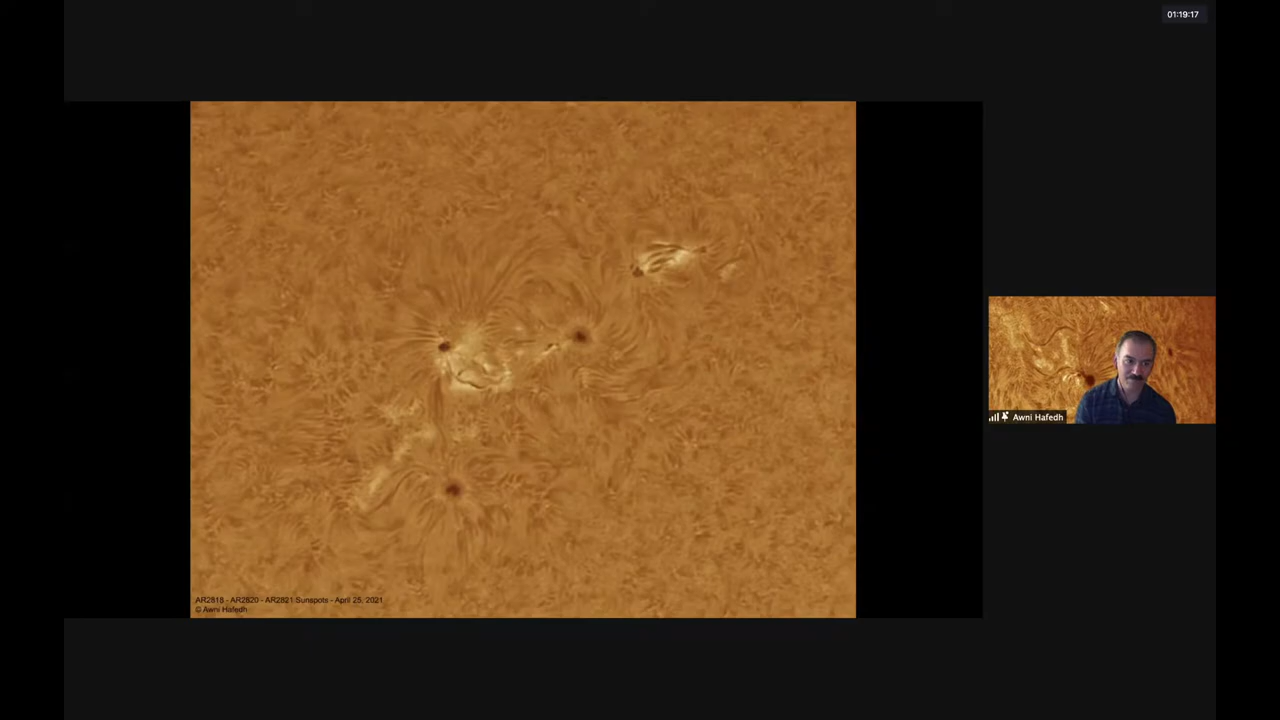 01:19:17
AR2818 - AR2820 - AR2821 Sunspots - April 25, 2021
© Awni Hafedh
Awni Hafedh